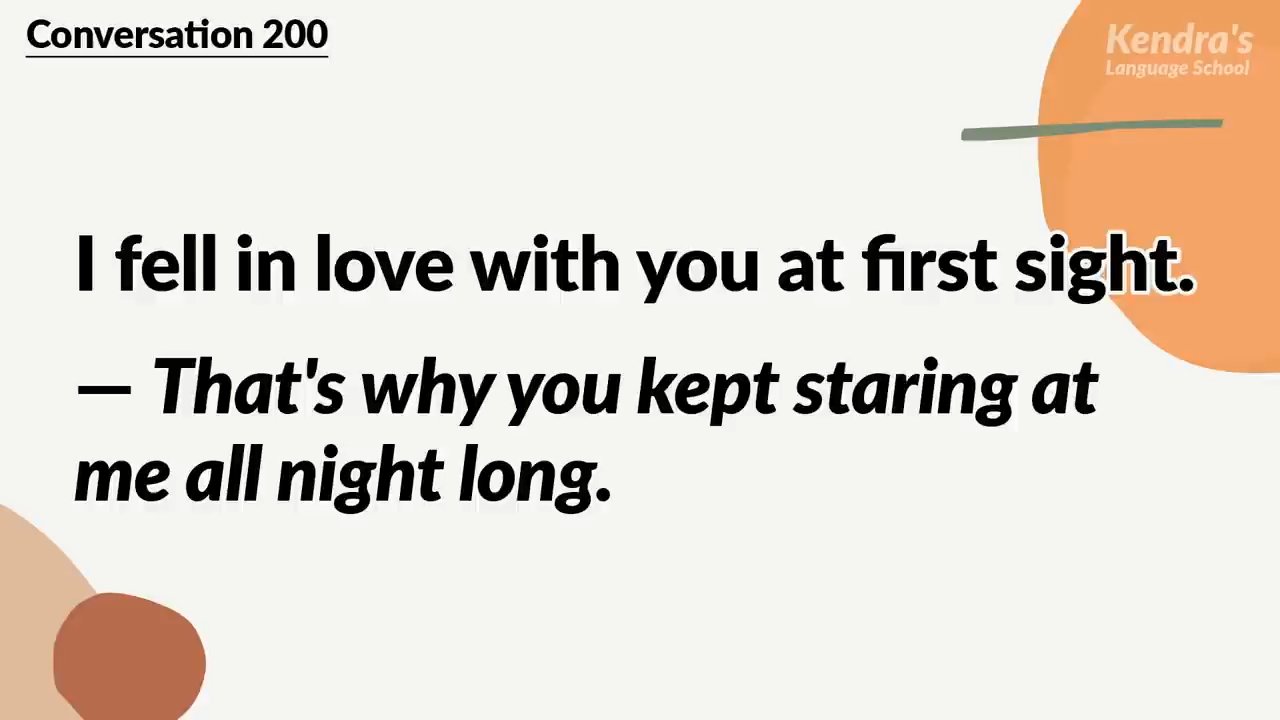 Conversation 200
Kendra's
Language School
I fell in love with you at first sight.
— That's why you kept staring at
me all night long.